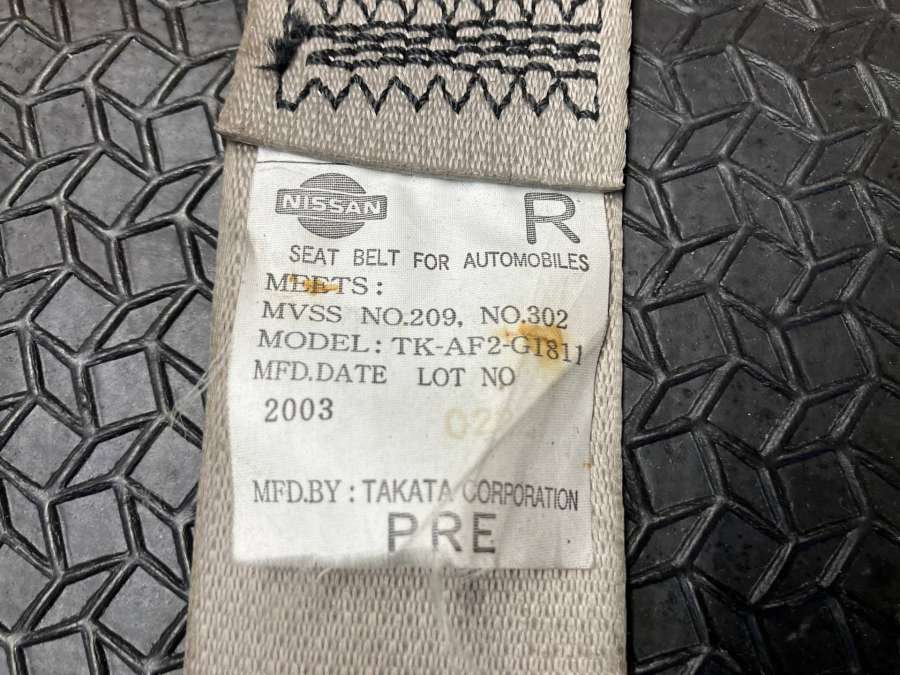 NISSAN
R
SEAT BELT FOR AUTOMOBILES
MEETS:
MVSS NO.209, NO.302
MODEL: TK-AF2-G1811
MFD.DATE LOT NO
2003
MFD.BY : TAKATA CORPORATION
PRE